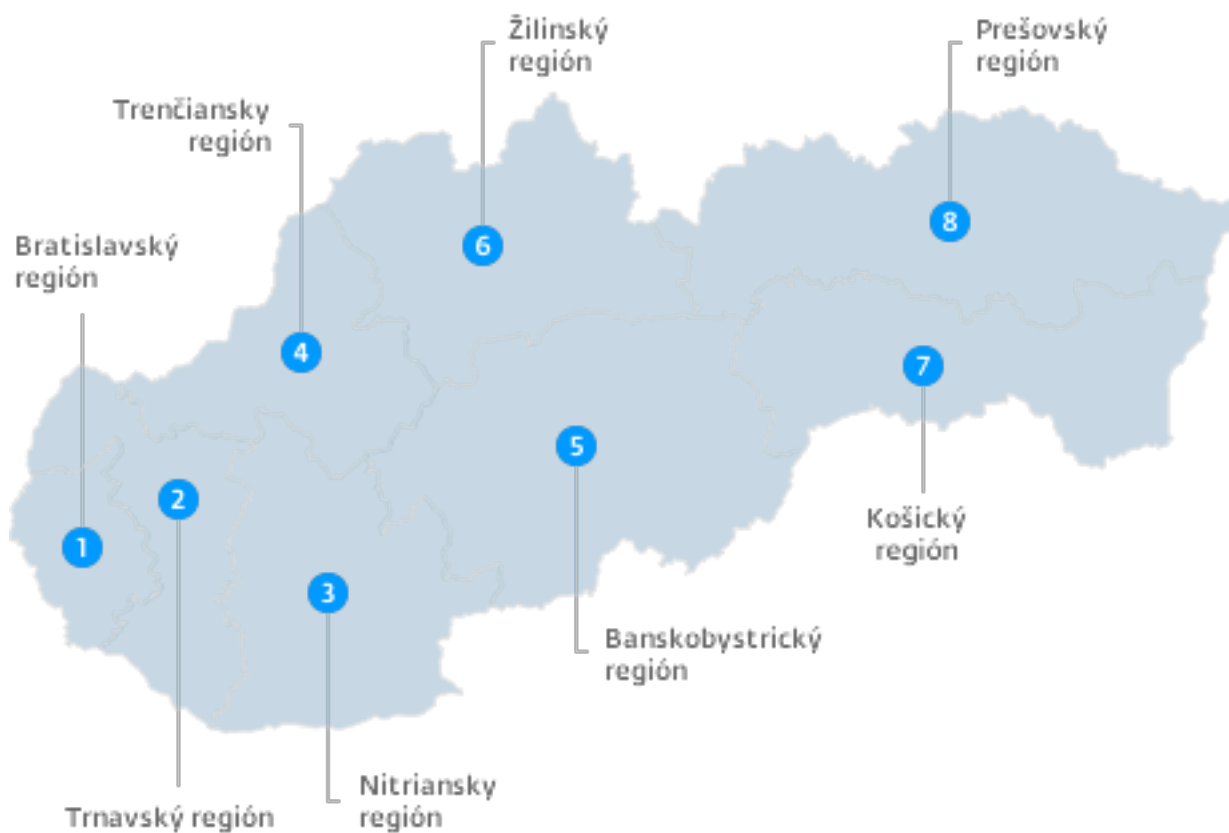 Žilinský
región
Prešovský
región
Trenčiansky
región
Bratislavský
región
6
8
4
7
5
2
1
3
Košický
región
Banskobystrický
región
Nitriansky
región
Trnavský región